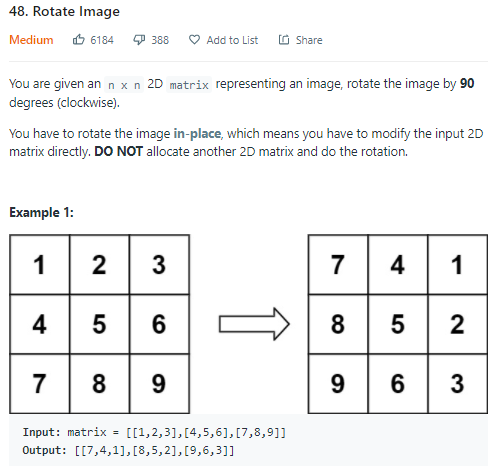 48. Rotate Image
Medium 6184 388 Add to List Share
You are given an n x n 2D matrix representing an image, rotate the image by 90
degrees (clockwise).
You have to rotate the image in-place, which means you have to modify the input 2D
matrix directly. DO NOT allocate another 2D matrix and do the rotation.
Example 1:
1 2 3 7 4 1
4 5 6 8 5 2
7 8 9 9 6 3
Input: matrix = [[1,2,3],[4,5,6],[7,8,9]]
Output: [[7,4,1],[8,5,2],[9,6,3]]